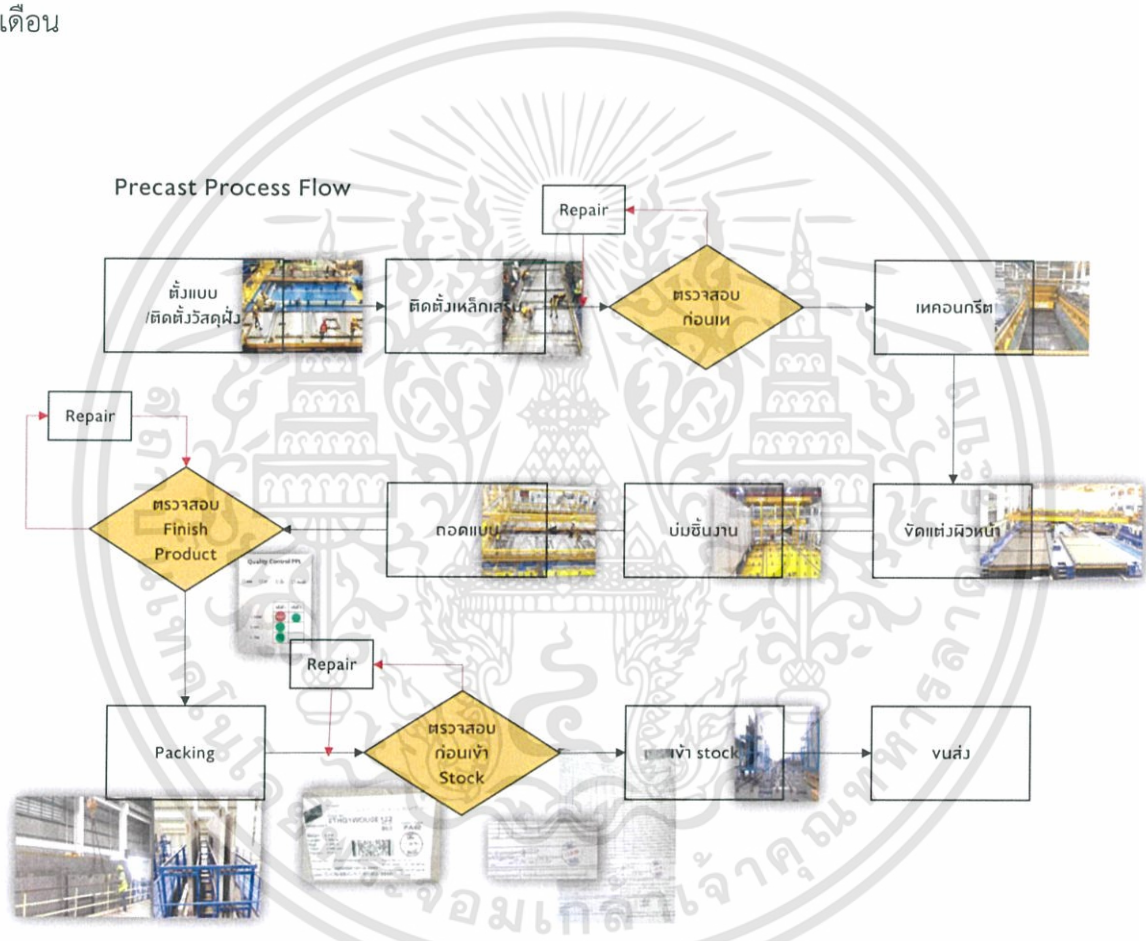 เดือน
Precast Process Flow
Repair
ตั้งแบบ
/ติดตั้งวัสดุฝัง
ติดตั้งเหล็กเสริม
ตรวจสอบ
ก่อนเท
เทคอนกรีต
Repair
ตรวจสอบ
Finish
Product
ถอดแบบ
บ่มชิ้นงาน
ขัดแต่งผิวหน้า
Quality Control
Repair
Packing
ตรวจสอบ
ก่อนเข้า
Stock
เข้า stock
ขนส่ง